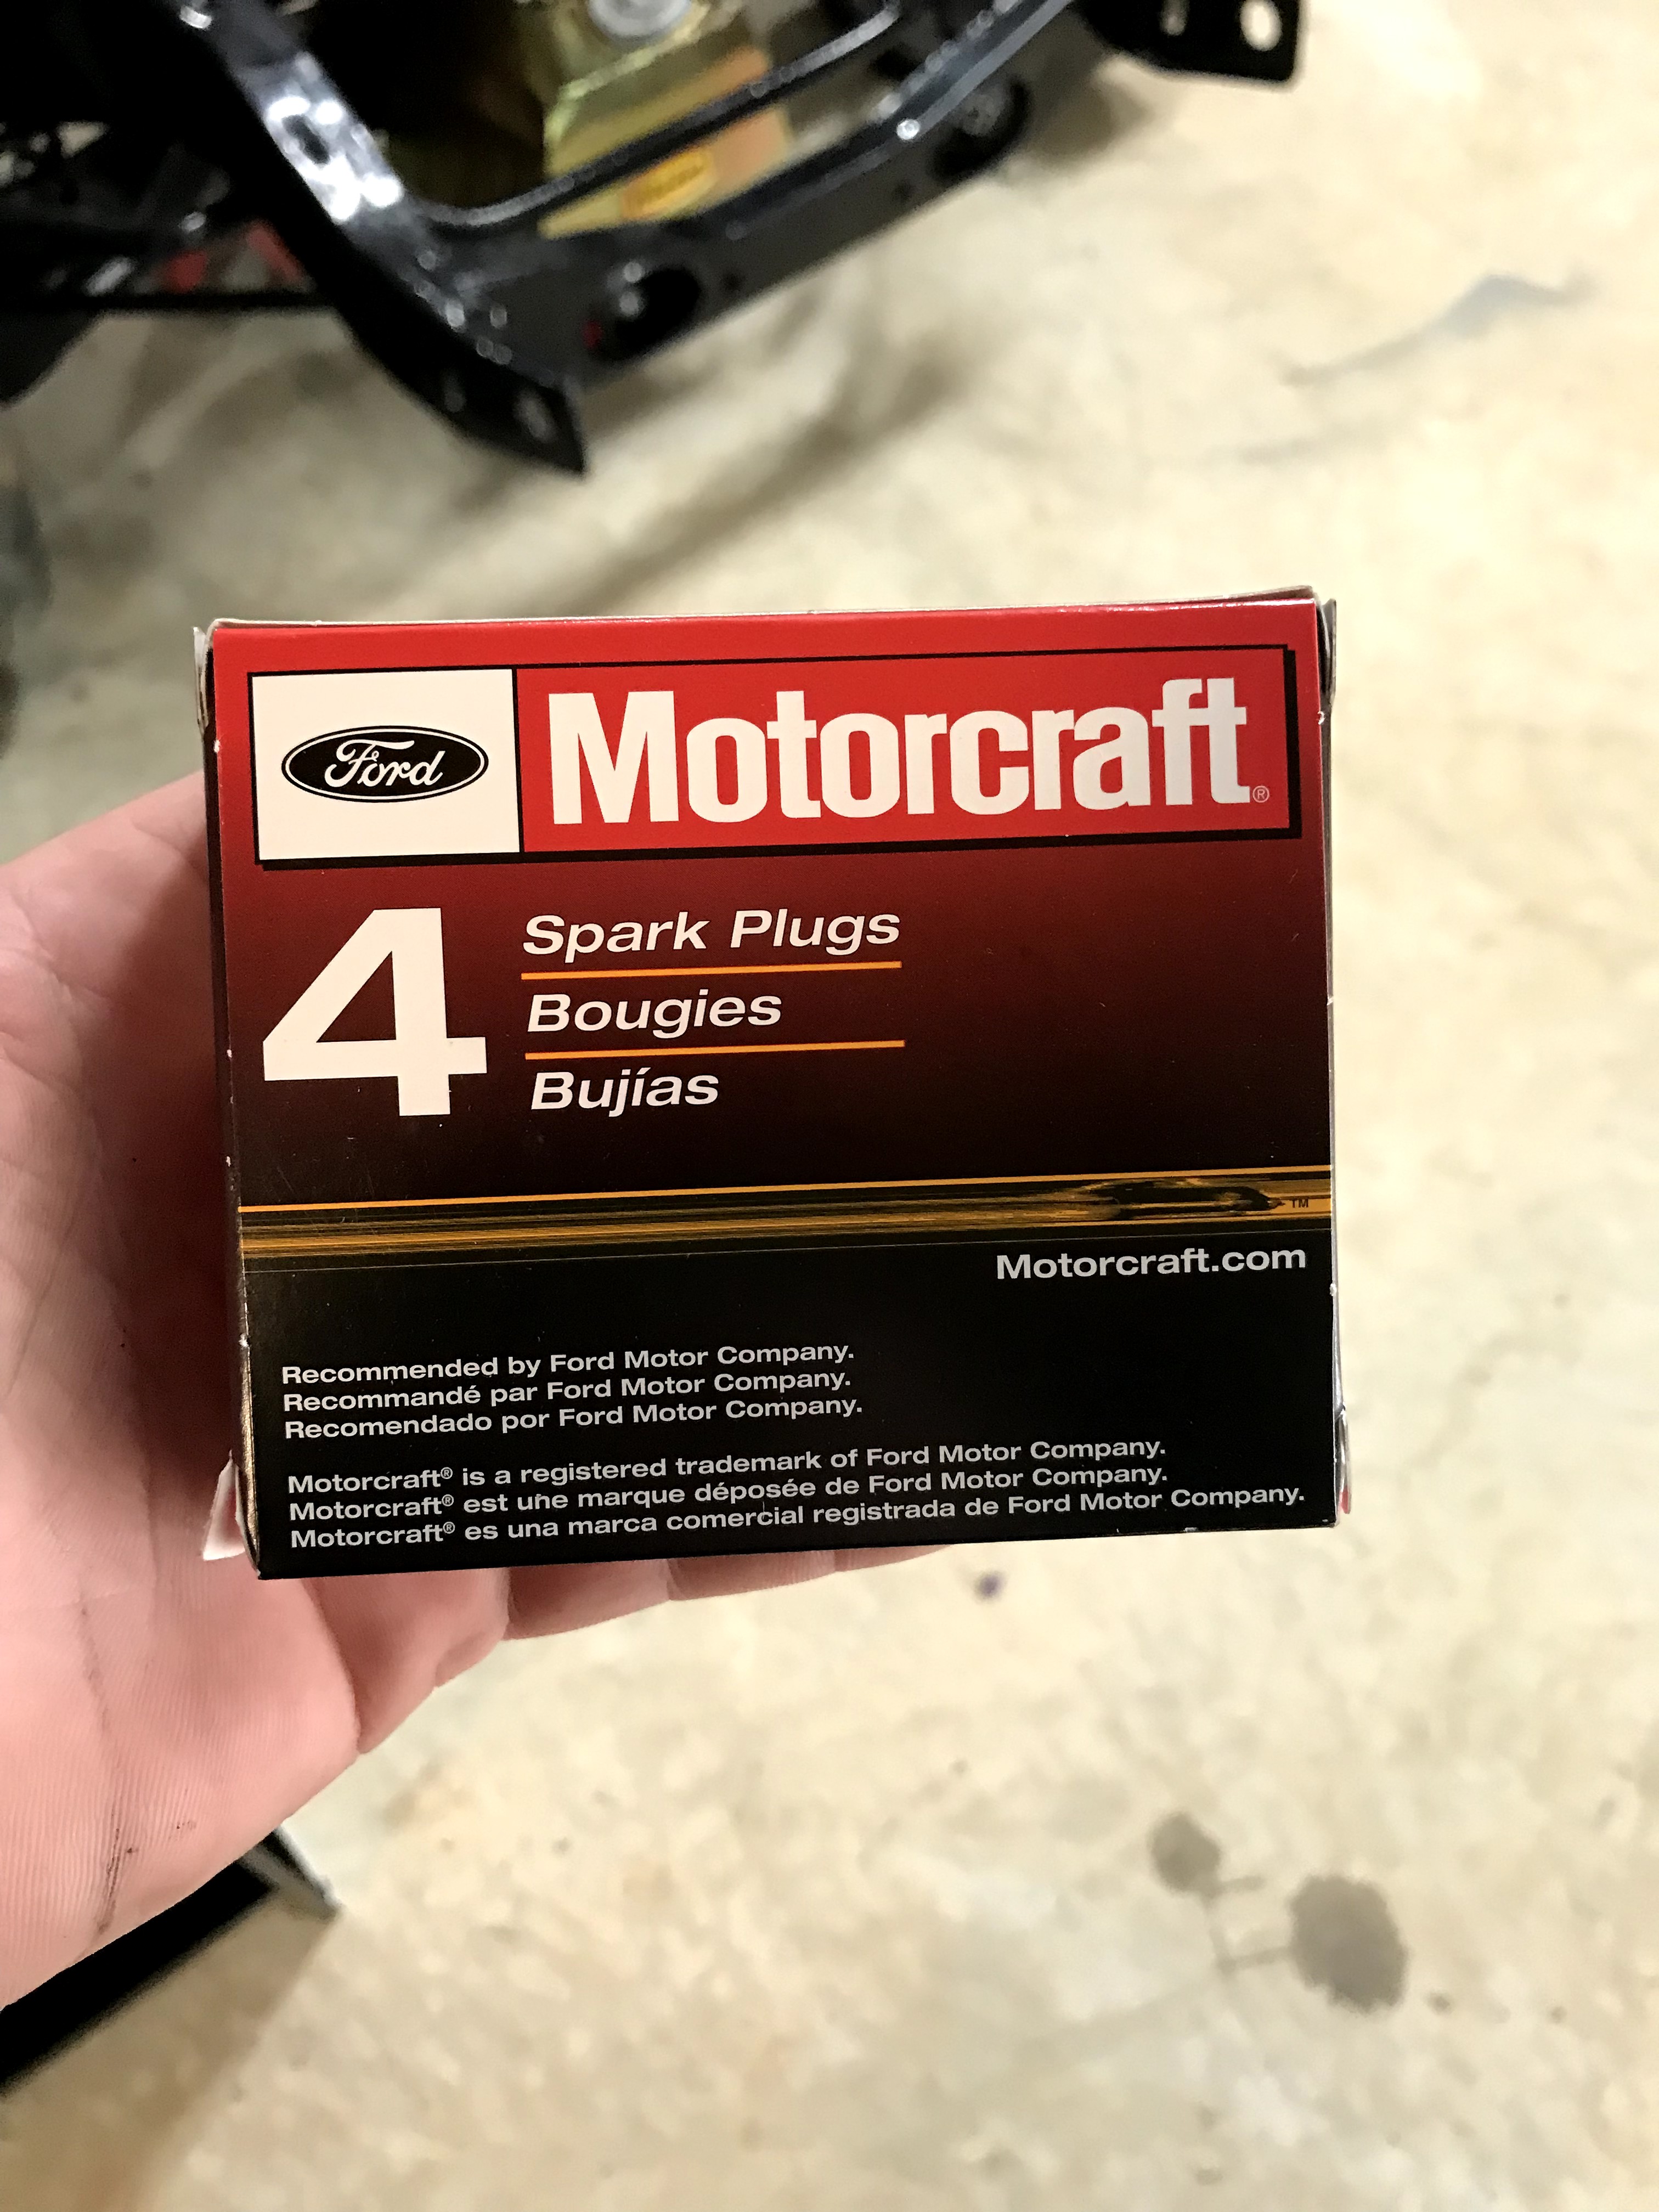 Ford Motorcraft®
4 Spark Plugs
Bougies
Bujías
™
Motorcraft.com
Recommended by Ford Motor Company.
Recommandé par Ford Motor Company.
Recomendado por Ford Motor Company.
Motorcraft® is a registered trademark of Ford Motor Company.
Motorcraft® est une marque déposée de Ford Motor Company.
Motorcraft® es una marca comercial registrada de Ford Motor Company.